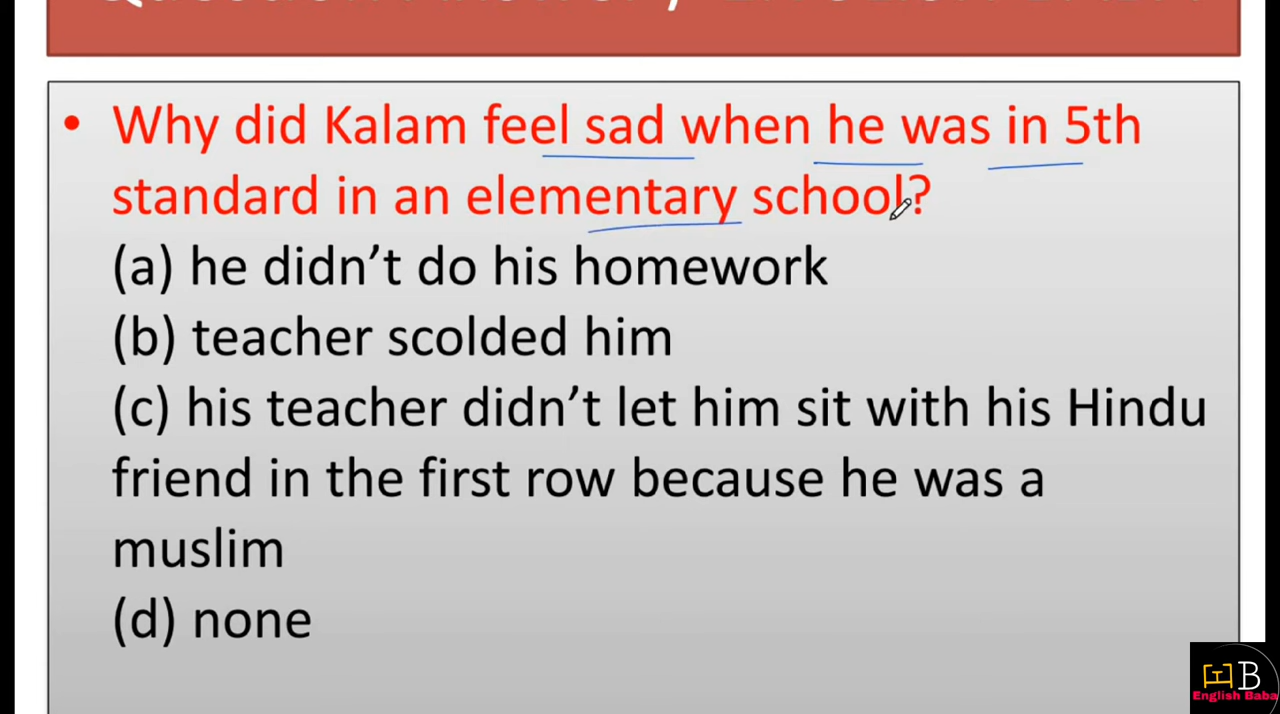 • Why did Kalam feel sad when he was in 5th
standard in an elementary school?
(a) he didn’t do his homework
(b) teacher scolded him
(c) his teacher didn’t let him sit with his Hindu
friend in the first row because he was a
muslim
(d) none
EB
English Baba